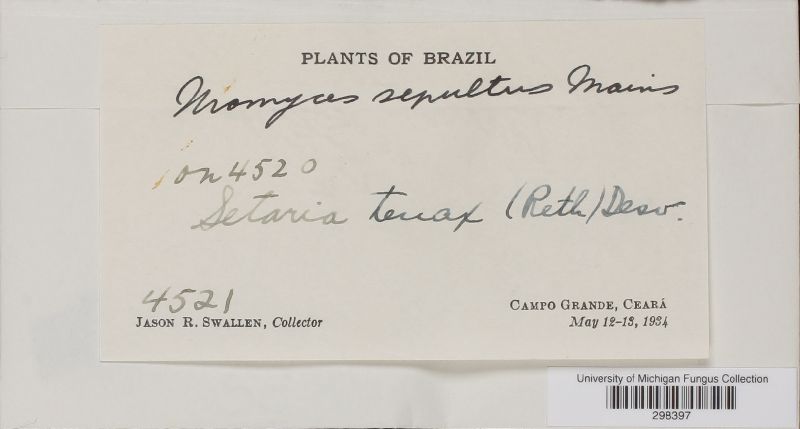 PLANTS OF BRAZIL
Uromyces sepultus Mains
on 4520
Setaria tenax (Reth) Desv.
4521
JASON R. SWALLEN, Collector
CAMPO GRANDE, CEARÁ
May 12-13, 1934
University of Michigan Fungus Collection
298397